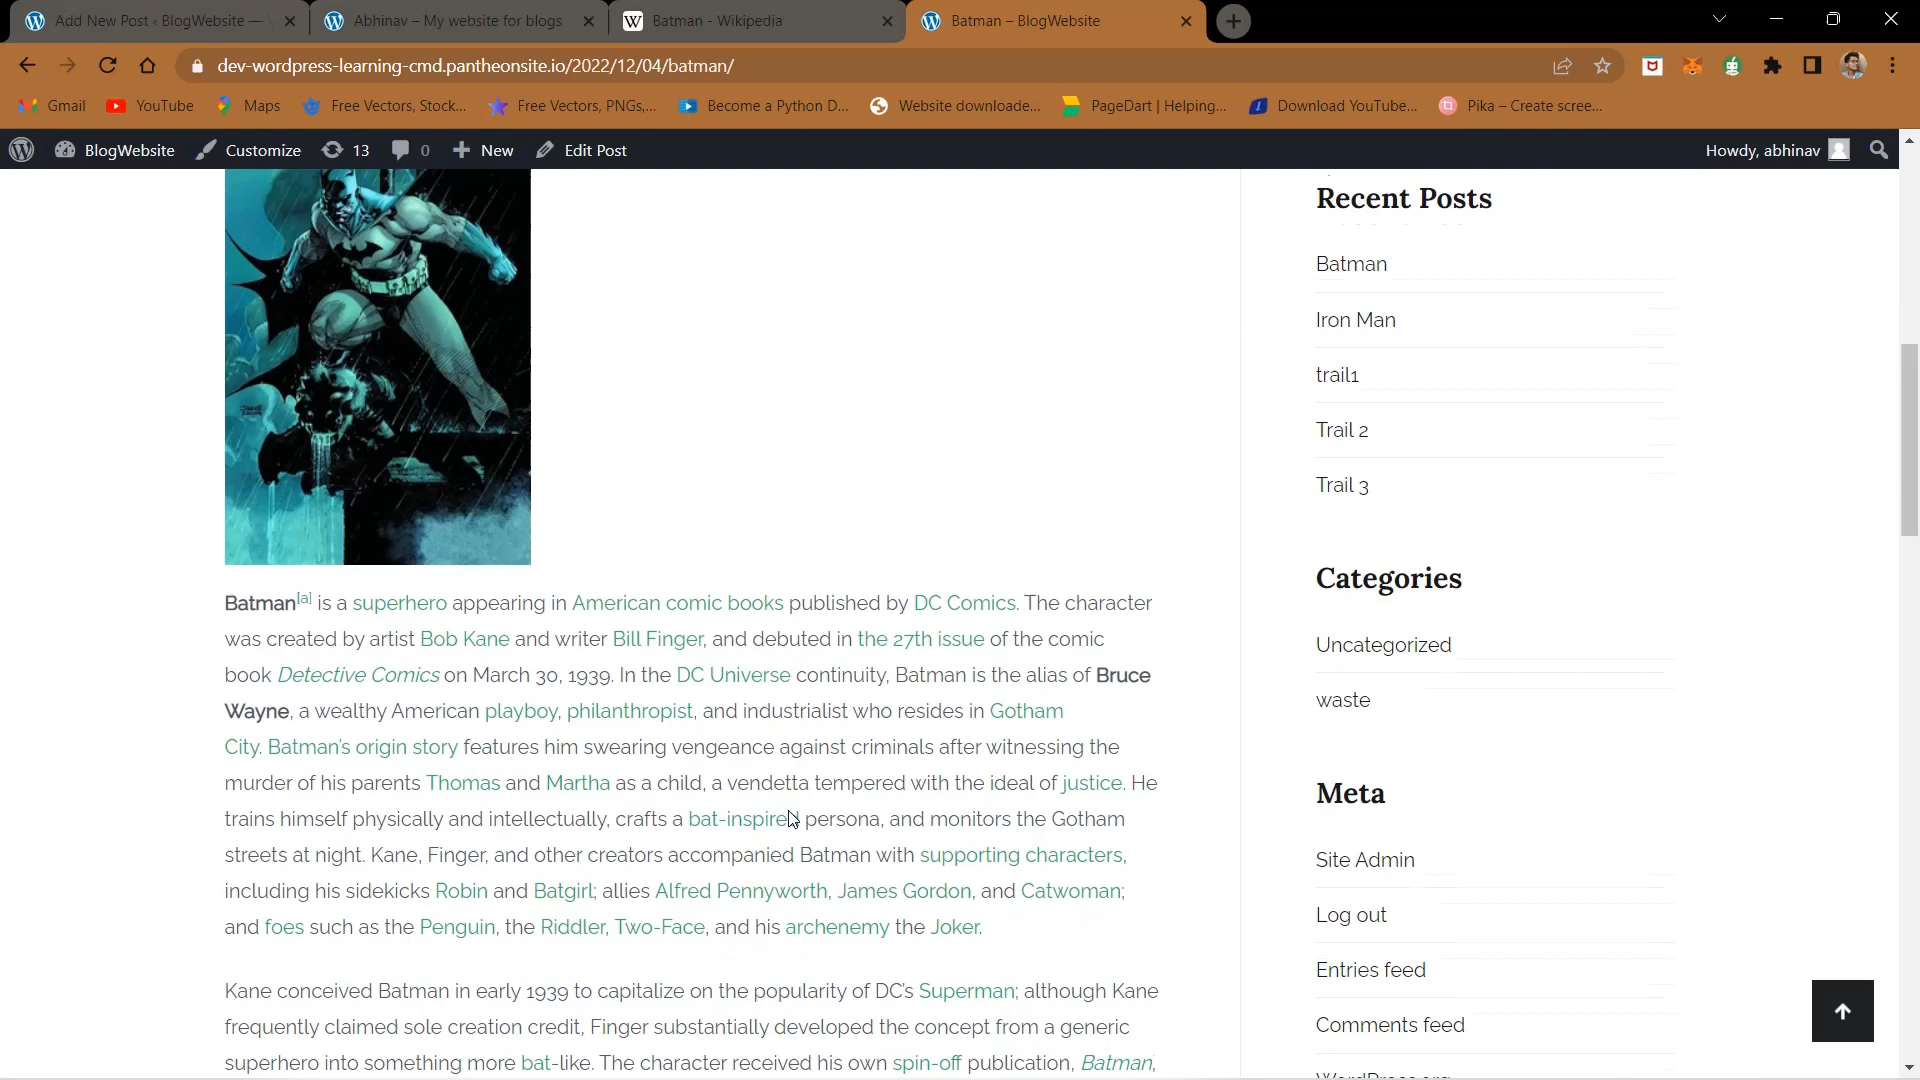 Add New Post ‹ BlogWebsite —
Abhinav – My website for blogs
Batman - Wikipedia
Batman – BlogWebsite
dev-wordpress-learning-cmd.pantheonsite.io/2022/12/04/batman/
Gmail
YouTube
Maps
Free Vectors, Stock...
Free Vectors, PNGs,...
Become a Python D...
Website downloade...
PageDart | Helping...
Download YouTube...
Pika – Create scree...
BlogWebsite
Customize
13
0
New
Edit Post
Howdy, abhinav
Batman[a] is a superhero appearing in American comic books published by DC Comics. The character
was created by artist Bob Kane and writer Bill Finger, and debuted in the 27th issue of the comic
book Detective Comics on March 30, 1939. In the DC Universe continuity, Batman is the alias of Bruce
Wayne, a wealthy American playboy, philanthropist, and industrialist who resides in Gotham
City. Batman's origin story features him swearing vengeance against criminals after witnessing the
murder of his parents Thomas and Martha as a child, a vendetta tempered with the ideal of justice. He
trains himself physically and intellectually, crafts a bat-inspired persona, and monitors the Gotham
streets at night. Kane, Finger, and other creators accompanied Batman with supporting characters,
including his sidekicks Robin and Batgirl; allies Alfred Pennyworth, James Gordon, and Catwoman;
and foes such as the Penguin, the Riddler, Two-Face, and his archenemy the Joker.
Kane conceived Batman in early 1939 to capitalize on the popularity of DC's Superman; although Kane
frequently claimed sole creation credit, Finger substantially developed the concept from a generic
superhero into something more bat-like. The character received his own spin-off publication, Batman,
Recent Posts
Batman
Iron Man
trail1
Trail 2
Trail 3
Categories
Uncategorized
waste
Meta
Site Admin
Log out
Entries feed
Comments feed
WordPress.org